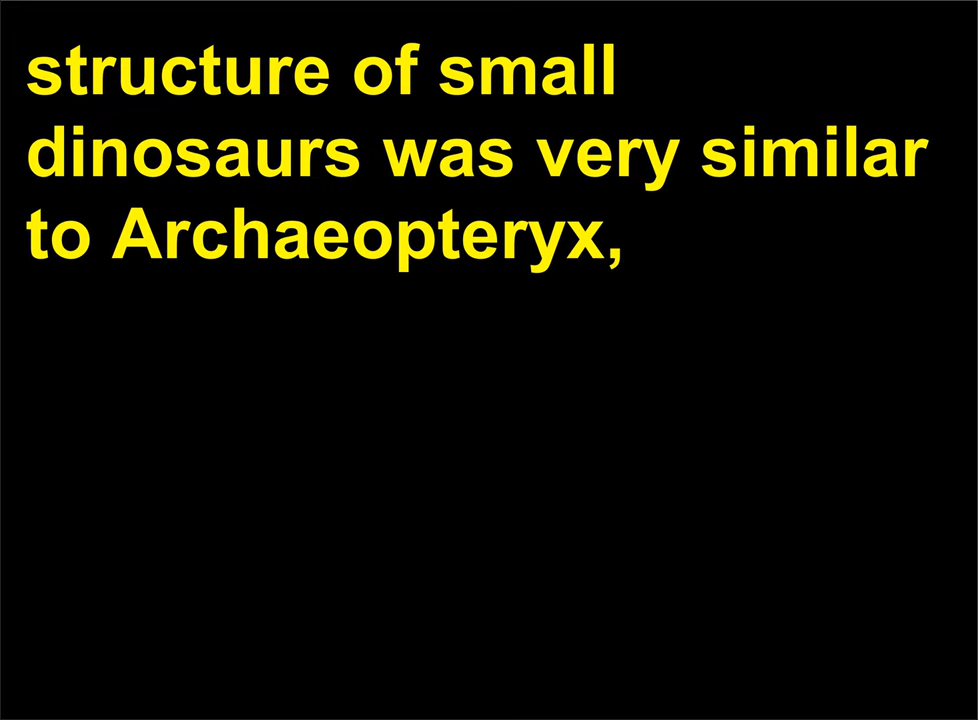 structure of small
dinosaurs was very similar
to Archaeopteryx,